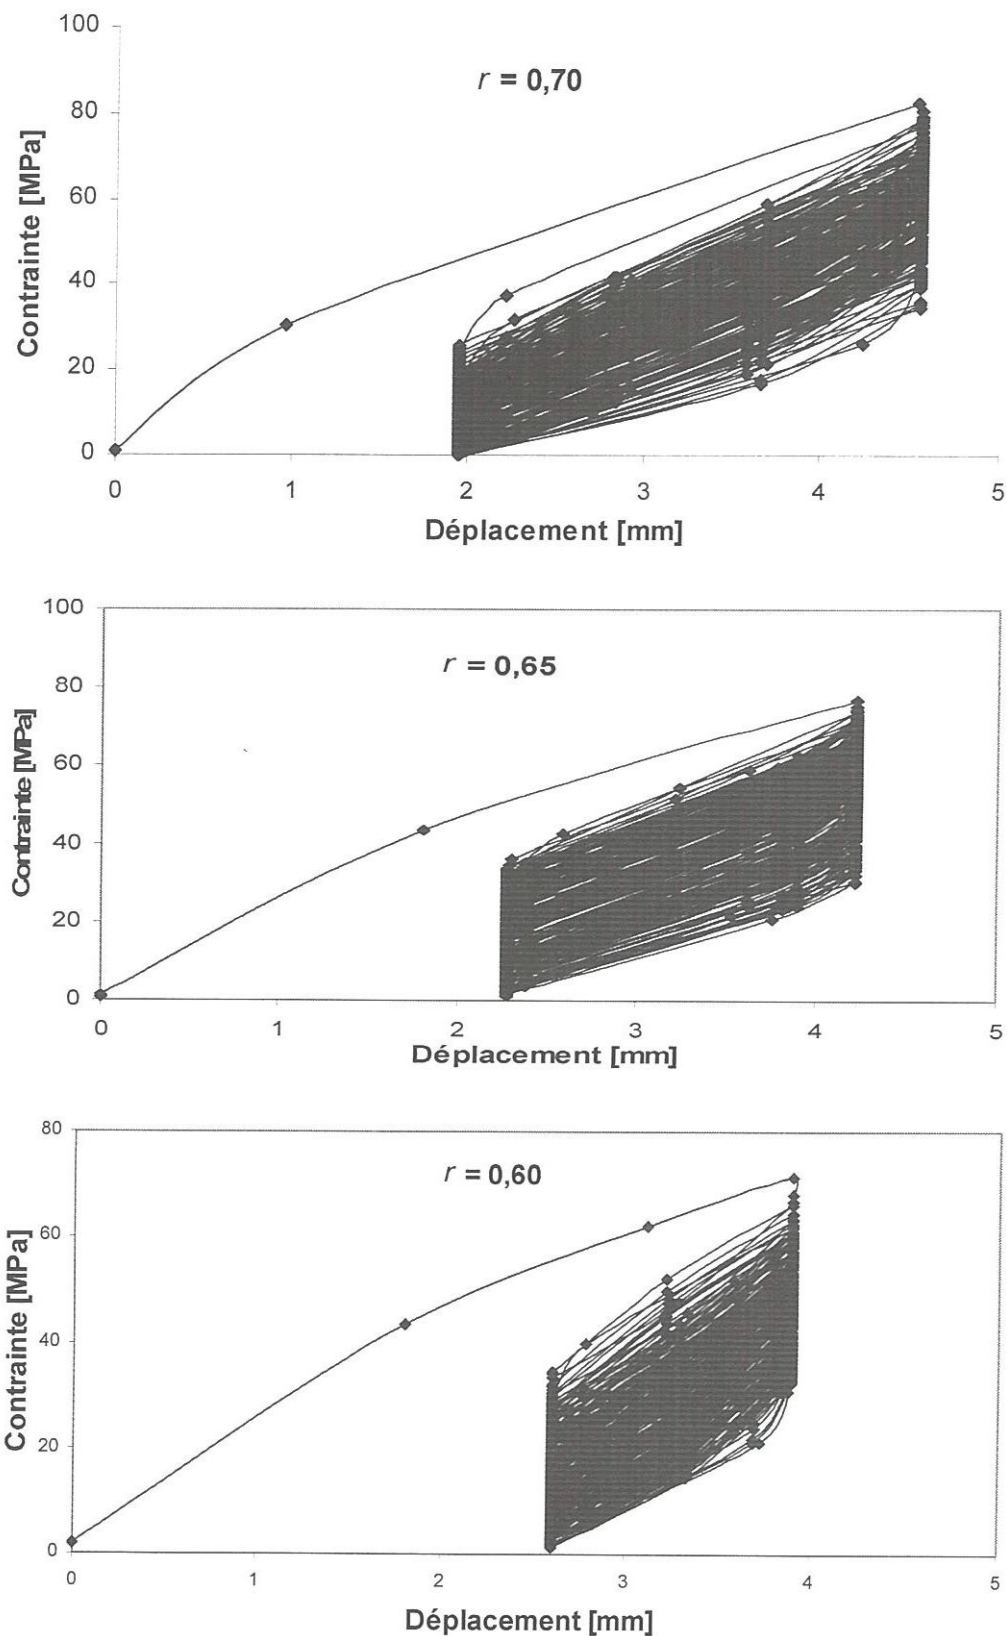 100
r = 0,70
80
60
40
20
0
Contrainte [MPa]
0 1 2 3 4 5
Déplacement [mm]
100
r = 0,65
80
60
40
20
0
Contrainte [MPa]
0 1 2 3 4 5
Déplacement [mm]
80
r = 0,60
60
40
20
0
Contrainte [MPa]
0 1 2 3 4 5
Déplacement [mm]